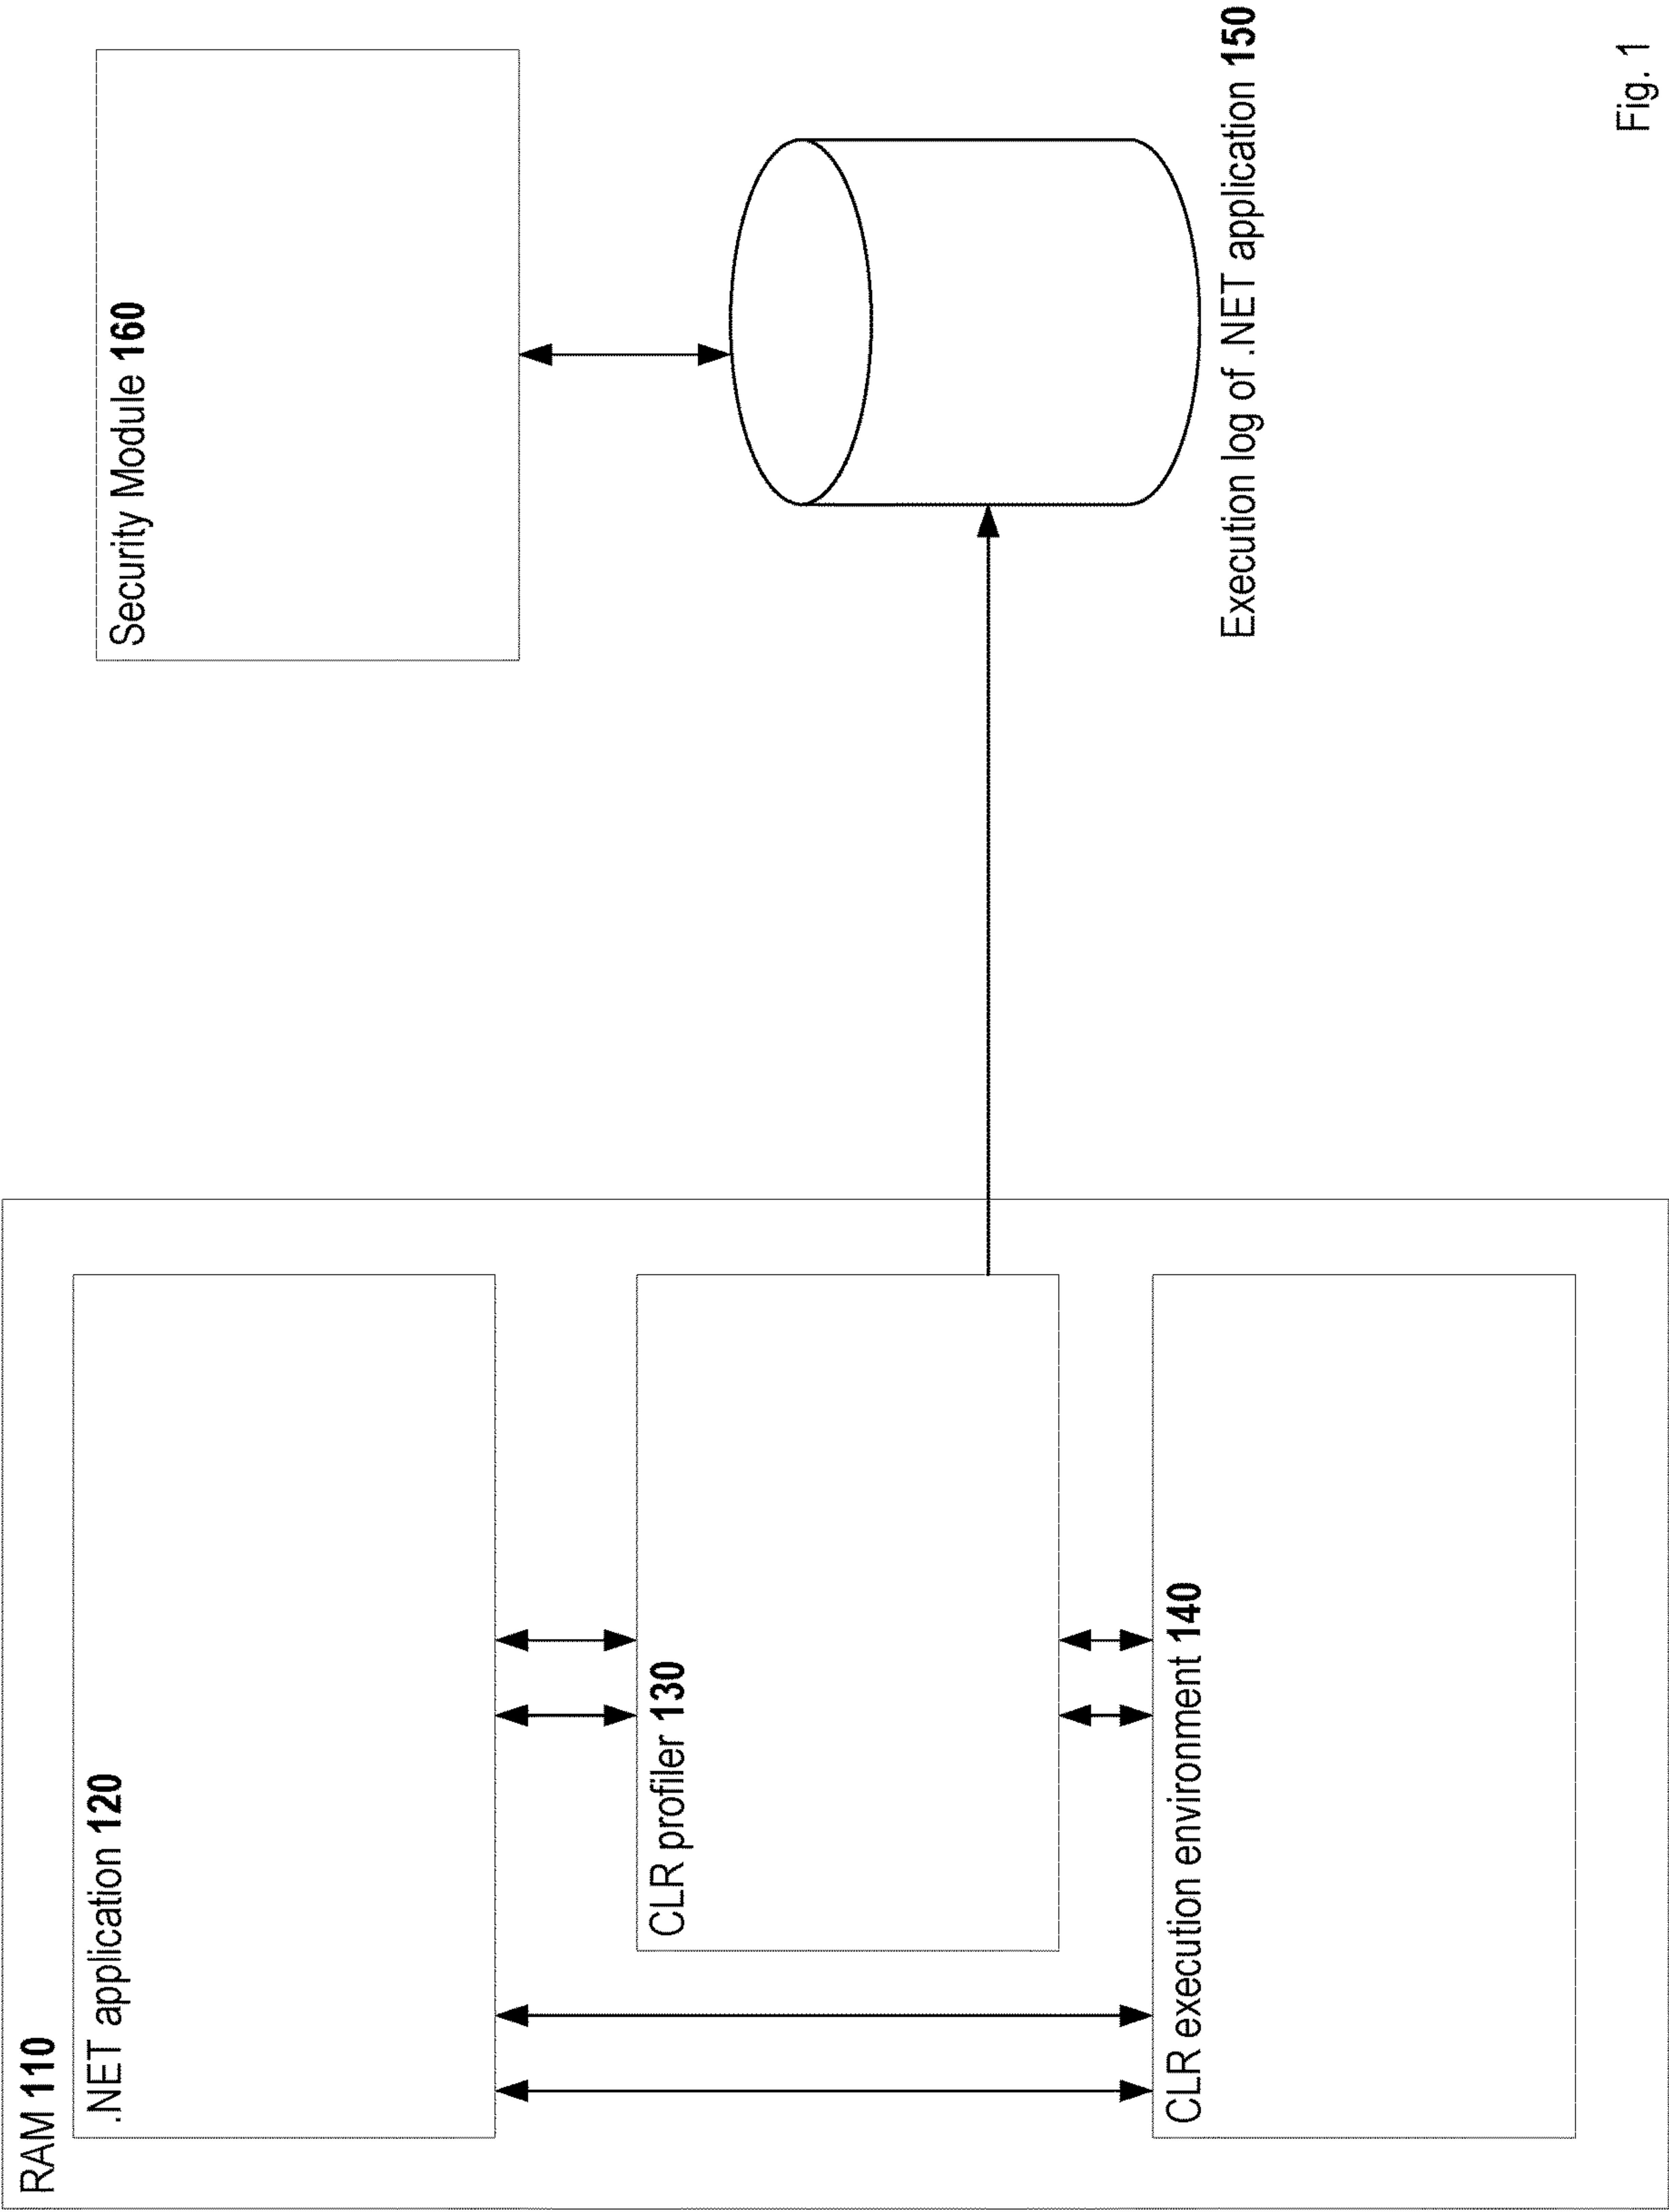 RAM 110
.NET application 120
CLR profiler 130
CLR execution environment 140
Security Module 160
Execution log of .NET application 150
Fig. 1